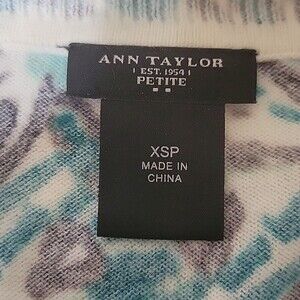 ANN TAYLOR
EST. 1954
PETITE
XSP
MADE IN
CHINA